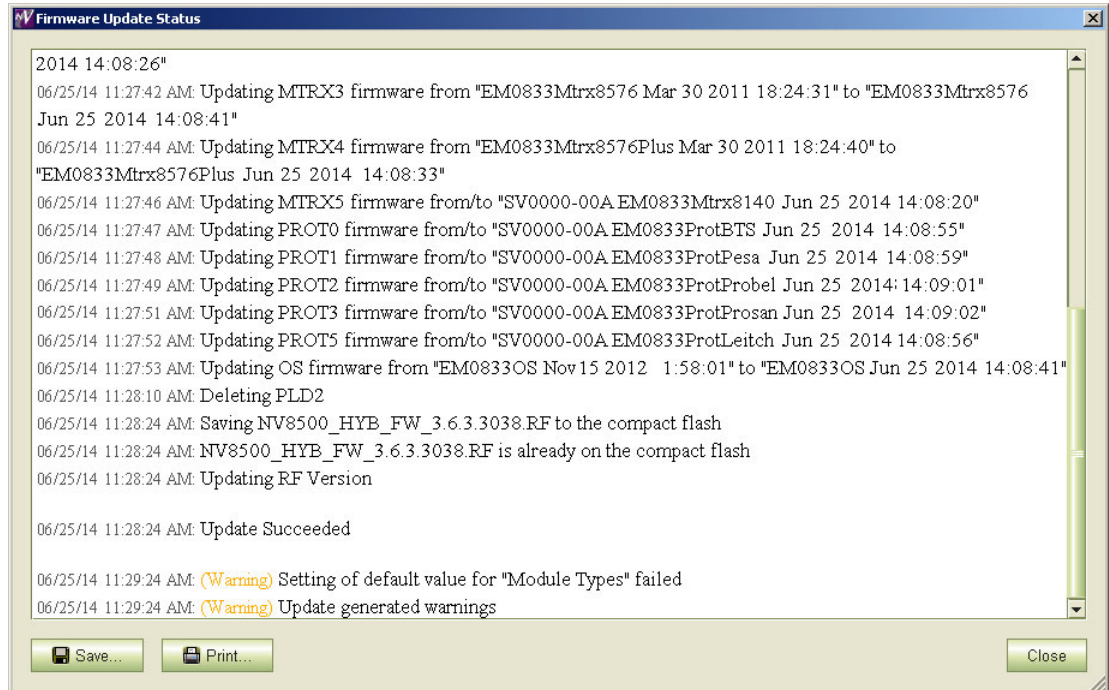 Firmware Update Status
2014 14:08:26"
06/25/14 11:27:42 AM: Updating MTRX3 firmware from "EM0833Mtrx8576 Mar 30 2011 18:24:31" to "EM0833Mtrx8576
Jun 25 2014 14:08:41"
06/25/14 11:27:44 AM: Updating MTRX4 firmware from "EM0833Mtrx8576Plus Mar 30 2011 18:24:40" to
"EM0833Mtrx8576Plus Jun 25 2014 14:08:33"
06/25/14 11:27:46 AM: Updating MTRX5 firmware from/to "SV0000-00A EM0833Mtrx8140 Jun 25 2014 14:08:20"
06/25/14 11:27:47 AM: Updating PROT0 firmware from/to "SV0000-00A EM0833ProtBTS Jun 25 2014 14:08:55"
06/25/14 11:27:48 AM: Updating PROT1 firmware from/to "SV0000-00A EM0833ProtPesa Jun 25 2014 14:08:59"
06/25/14 11:27:49 AM: Updating PROT2 firmware from/to "SV0000-00A EM0833ProtProbel Jun 25 2014: 14:09:01"
06/25/14 11:27:51 AM: Updating PROT3 firmware from/to "SV0000-00A EM0833ProtProsan Jun 25 2014 14:09:02"
06/25/14 11:27:52 AM: Updating PROT5 firmware from/to "SV0000-00A EM0833ProtLeitch Jun 25 2014 14:08:56"
06/25/14 11:27:53 AM: Updating OS firmware from "EM0833OS Nov 15 2012 1:58:01" to "EM0833OS Jun 25 2014 14:08:41"
06/25/14 11:28:10 AM: Deleting PLD2
06/25/14 11:28:24 AM: Saving NV8500_HYB_FW_3.6.3.3038.RF to the compact flash
06/25/14 11:28:24 AM: NV8500_HYB_FW_3.6.3.3038.RF is already on the compact flash
06/25/14 11:28:24 AM: Updating RF Version
06/25/14 11:28:24 AM: Update Succeeded
06/25/14 11:29:24 AM: (Warning) Setting of default value for "Module Types" failed
06/25/14 11:29:24 AM: (Warning) Update generated warnings
Save... Print... Close